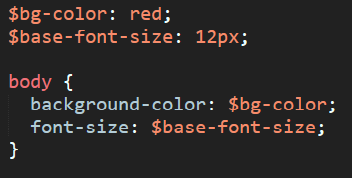 $bg-color: red;
$base-font-size: 12px;

body {
  background-color: $bg-color;
  font-size: $base-font-size;
}